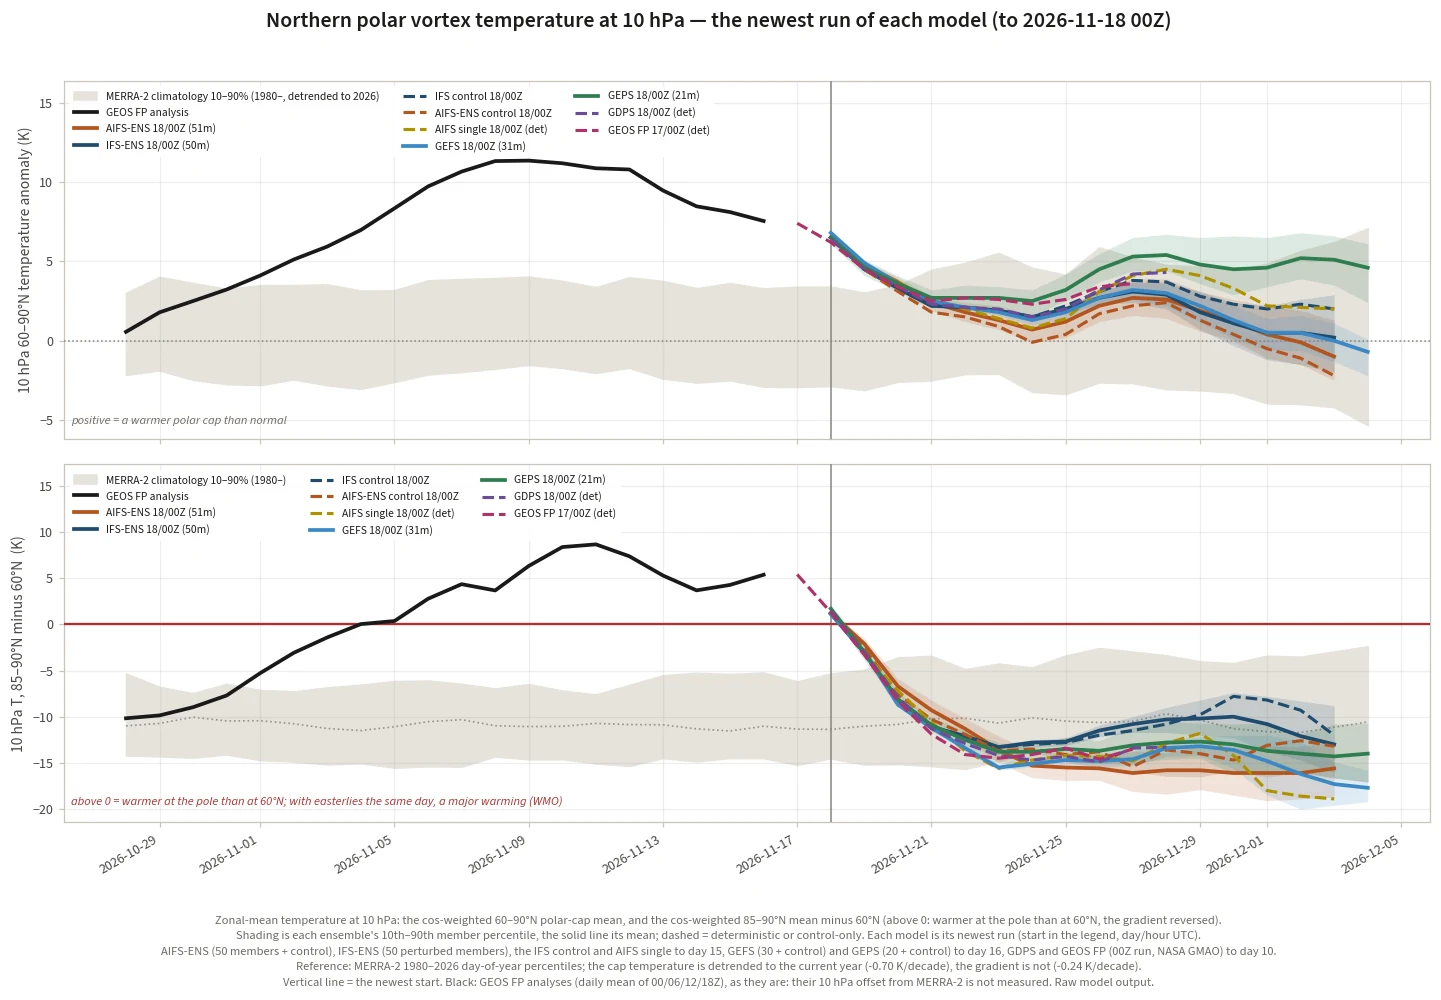 Northern polar vortex temperature at 10 hPa — the newest run of each model (to 2026-11-18 00Z)
10 hPa 60–90°N temperature anomaly (K)
15
10
5
0
−5
MERRA-2 climatology 10–90% (1980–, detrended to 2026)
GEOS FP analysis
AIFS-ENS 18/00Z (51m)
IFS-ENS 18/00Z (50m)
IFS control 18/00Z
AIFS-ENS control 18/00Z
AIFS single 18/00Z (det)
GEFS 18/00Z (31m)
GEPS 18/00Z (21m)
GDPS 18/00Z (det)
GEOS FP 17/00Z (det)
positive = a warmer polar cap than normal
10 hPa T, 85–90°N minus 60°N (K)
15
10
5
0
−5
−10
−15
−20
MERRA-2 climatology 10–90% (1980–)
GEOS FP analysis
AIFS-ENS 18/00Z (51m)
IFS-ENS 18/00Z (50m)
IFS control 18/00Z
AIFS-ENS control 18/00Z
AIFS single 18/00Z (det)
GEFS 18/00Z (31m)
GEPS 18/00Z (21m)
GDPS 18/00Z (det)
GEOS FP 17/00Z (det)
above 0 = warmer at the pole than at 60°N; with easterlies the same day, a major warming (WMO)
2026-10-29
2026-11-01
2026-11-05
2026-11-09
2026-11-13
2026-11-17
2026-11-21
2026-11-25
2026-11-29
2026-12-01
2026-12-05
Zonal-mean temperature at 10 hPa: the cos-weighted 60–90°N polar-cap mean, and the cos-weighted 85–90°N mean minus 60°N (above 0: warmer at the pole than at 60°N, the gradient reversed).
Shading is each ensemble's 10th–90th member percentile, the solid line its mean; dashed = deterministic or control-only. Each model is its newest run (start in the legend, day/hour UTC).
AIFS-ENS (50 members + control), IFS-ENS (50 perturbed members), the IFS control and AIFS single to day 15, GEFS (30 + control) and GEPS (20 + control) to day 16, GDPS and GEOS FP (00Z run, NASA GMAO) to day 10.
Reference: MERRA-2 1980–2026 day-of-year percentiles; the cap temperature is detrended to the current year (-0.70 K/decade), the gradient is not (-0.24 K/decade).
Vertical line = the newest start. Black: GEOS FP analyses (daily mean of 00/06/12/18Z), as they are: their 10 hPa offset from MERRA-2 is not measured. Raw model output.